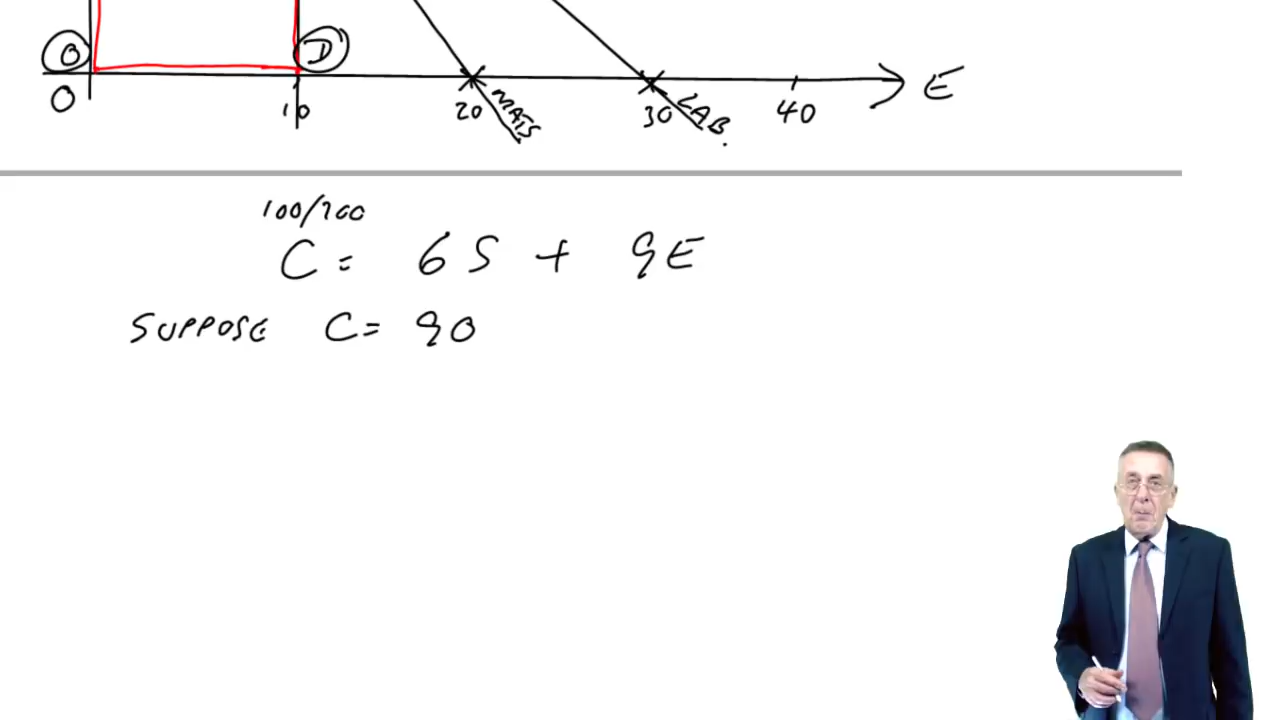 O D
0 10 20 MATS 30 LAB. 40 E
100/200
C = 6S + 9E
SUPPOSE C = 90